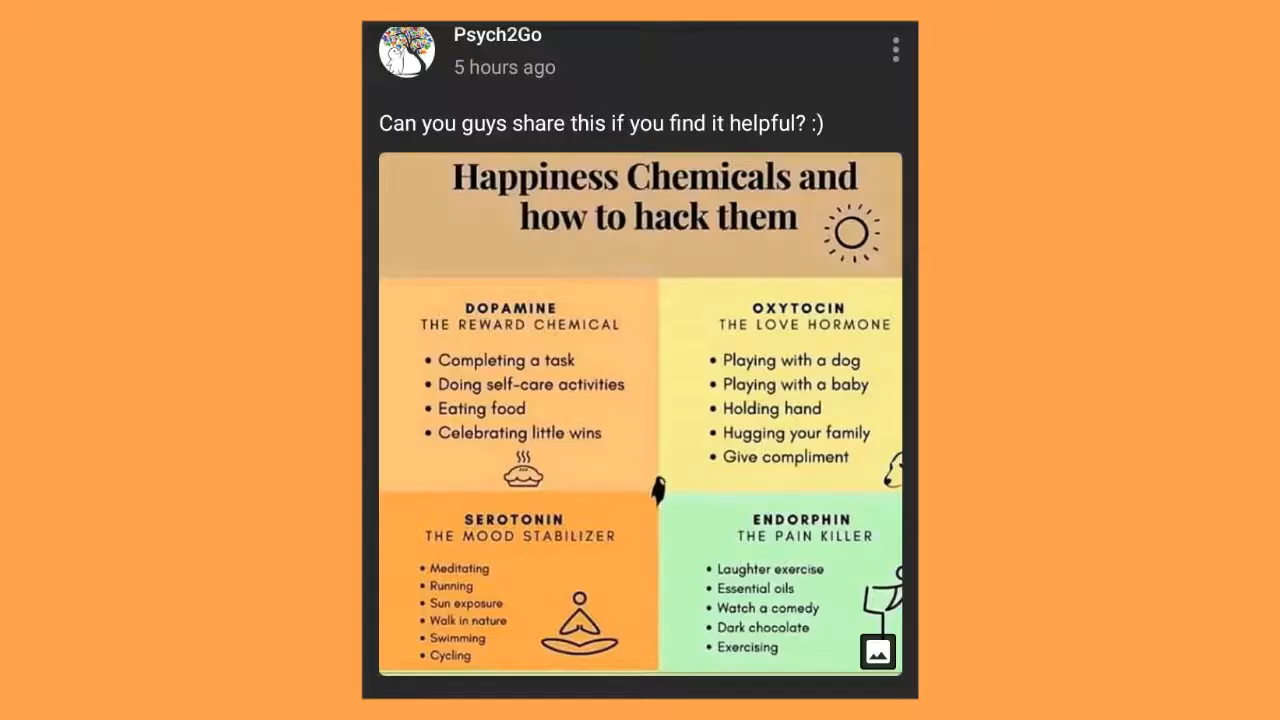 Psych2Go
5 hours ago
Can you guys share this if you find it helpful? :)
Happiness Chemicals and
how to hack them
DOPAMINE
THE REWARD CHEMICAL
• Completing a task
• Doing self-care activities
• Eating food
• Celebrating little wins
OXYTOCIN
THE LOVE HORMONE
• Playing with a dog
• Playing with a baby
• Holding hand
• Hugging your family
• Give compliment
SEROTONIN
THE MOOD STABILIZER
• Meditating
• Running
• Sun exposure
• Walk in nature
• Swimming
• Cycling
ENDORPHIN
THE PAIN KILLER
• Laughter exercise
• Essential oils
• Watch a comedy
• Dark chocolate
• Exercising